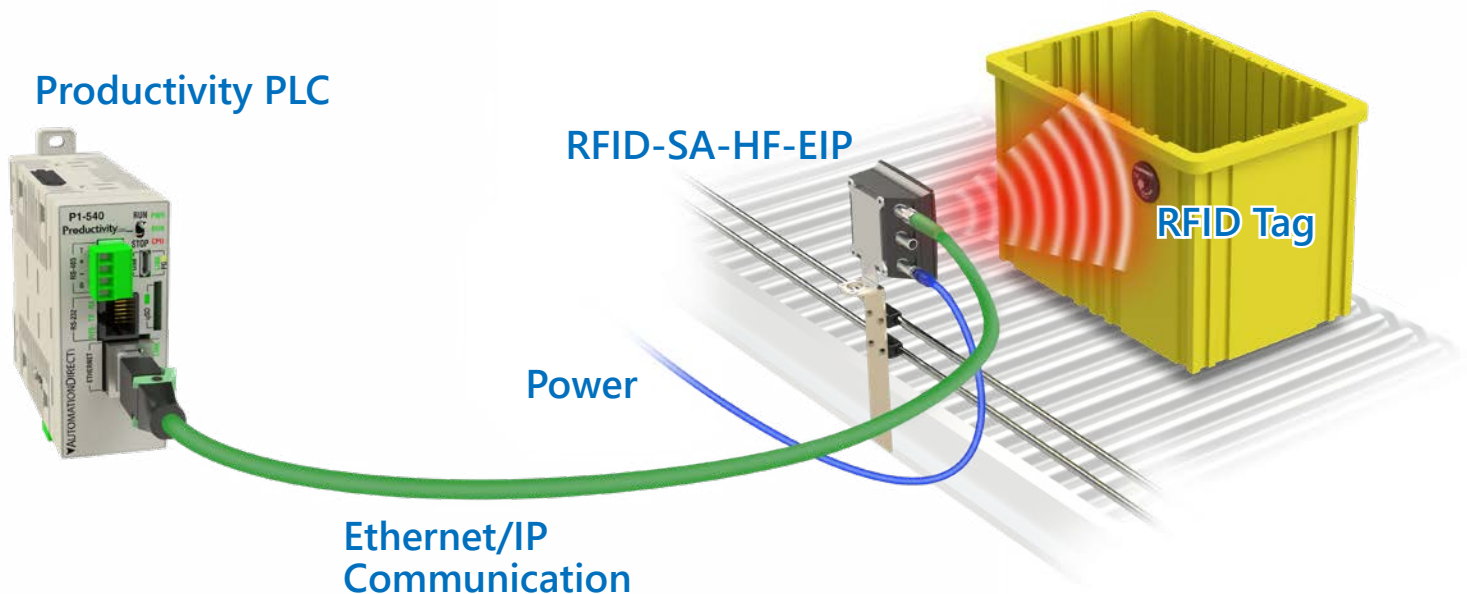 Productivity PLC
RFID-SA-HF-EIP
RFID Tag
Power
Ethernet/IP
Communication
P1-540
Productivity
RUN
PWR
RUN
STOP
CPU
RS-485
RS-232
µSD
ETHERNET
AUTOMATIONDIRECT